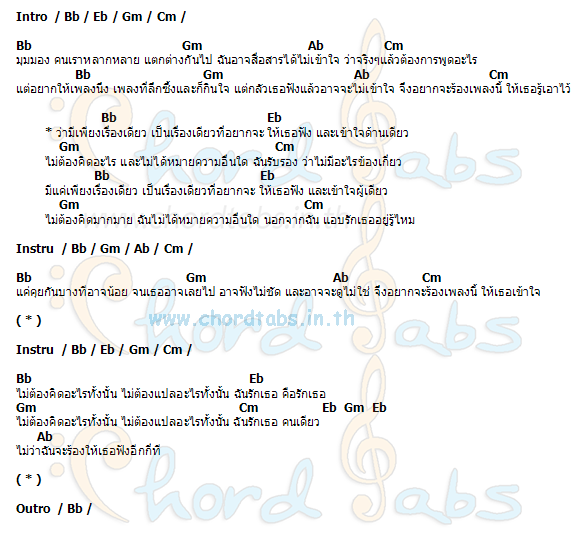 Intro / Bb / Eb / Gm / Cm /
Bb Gm Ab Cm
มุมมอง คนเราหลากหลาย แตกต่างกันไป ฉันอาจสื่อสารได้ไม่เข้าใจ ว่าจริงๆแล้วต้องการพูดอะไร
Bb Gm Ab Cm
แต่อยากให้เพลงนึง เพลงที่ลึกซึ้งและก็กินใจ แต่กลัวเธอฟังแล้วอาจจะไม่เข้าใจ จึงอยากจะร้องเพลงนี้ ให้เธอรู้เอาไว้
Bb Eb
* ว่ามีเพียงเรื่องเดียว เป็นเรื่องเดียวที่อยากจะ ให้เธอฟัง และเข้าใจด้านเดียว
Gm Cm
ไม่ต้องคิดอะไร และไม่ได้หมายความอื่นใด ฉันรับรอง ว่าไม่มีอะไรข้องเกี่ยว
Bb Eb
มีแค่เพียงเรื่องเดียว เป็นเรื่องเดียวที่อยากจะ ให้เธอฟัง และเข้าใจผู้เดียว
Gm Cm
ไม่ต้องคิดมากมาย ฉันไม่ได้หมายความอื่นใด นอกจากฉัน แอบรักเธออยู่รู้ไหม
Instru / Bb / Gm / Ab / Cm /
Bb Gm Ab Cm
แค่คุยกันบางทีอาจน้อย จนเธออาจเลยไป อาจฟังไม่ชัด และอาจจะดูไม่ใช่ จึงอยากจะร้องเพลงนี้ ให้เธอเข้าใจ
( * )
www.chordtabs.in.th
Instru / Bb / Eb / Gm / Cm /
Bb Eb
ไม่ต้องคิดอะไรทั้งนั้น ไม่ต้องแปลอะไรทั้งนั้น ฉันรักเธอ คือรักเธอ
Gm Cm Eb Gm Eb
ไม่ต้องคิดอะไรทั้งนั้น ไม่ต้องแปลอะไรทั้งนั้น ฉันรักเธอ คนเดียว
Ab
ไม่ว่าฉันจะร้องให้เธอฟังอีกกี่ที
( * )
Outro / Bb /